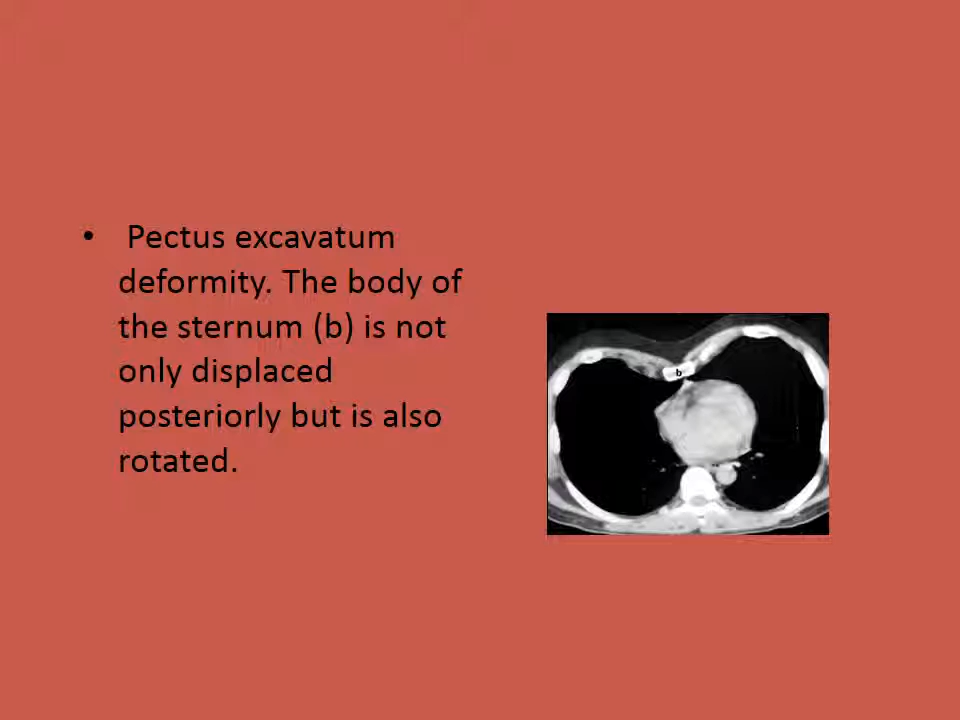 • Pectus excavatum
deformity. The body of
the sternum (b) is not
only displaced
posteriorly but is also
rotated.
b